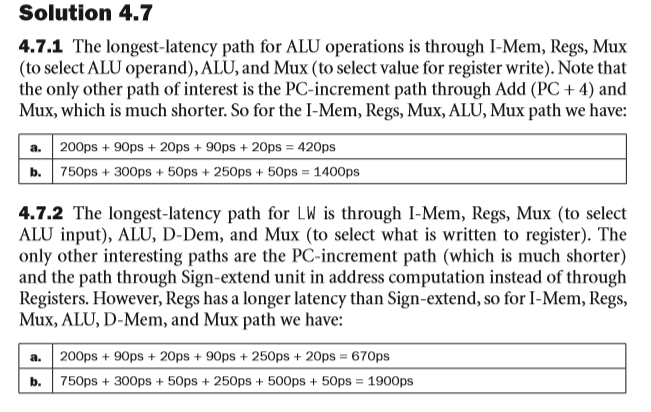 Solution 4.7
4.7.1 The longest-latency path for ALU operations is through I-Mem, Regs, Mux
(to select ALU operand), ALU, and Mux (to select value for register write). Note that
the only other path of interest is the PC-increment path through Add (PC + 4) and
Mux, which is much shorter. So for the I-Mem, Regs, Mux, ALU, Mux path we have:
a. 200ps + 90ps + 20ps + 90ps + 20ps = 420ps
b. 750ps + 300ps + 50ps + 250ps + 50ps = 1400ps
4.7.2 The longest-latency path for LW is through I-Mem, Regs, Mux (to select
ALU input), ALU, D-Dem, and Mux (to select what is written to register). The
only other interesting paths are the PC-increment path (which is much shorter)
and the path through Sign-extend unit in address computation instead of through
Registers. However, Regs has a longer latency than Sign-extend, so for I-Mem, Regs,
Mux, ALU, D-Mem, and Mux path we have:
a. 200ps + 90ps + 20ps + 90ps + 250ps + 20ps = 670ps
b. 750ps + 300ps + 50ps + 250ps + 500ps + 50ps = 1900ps